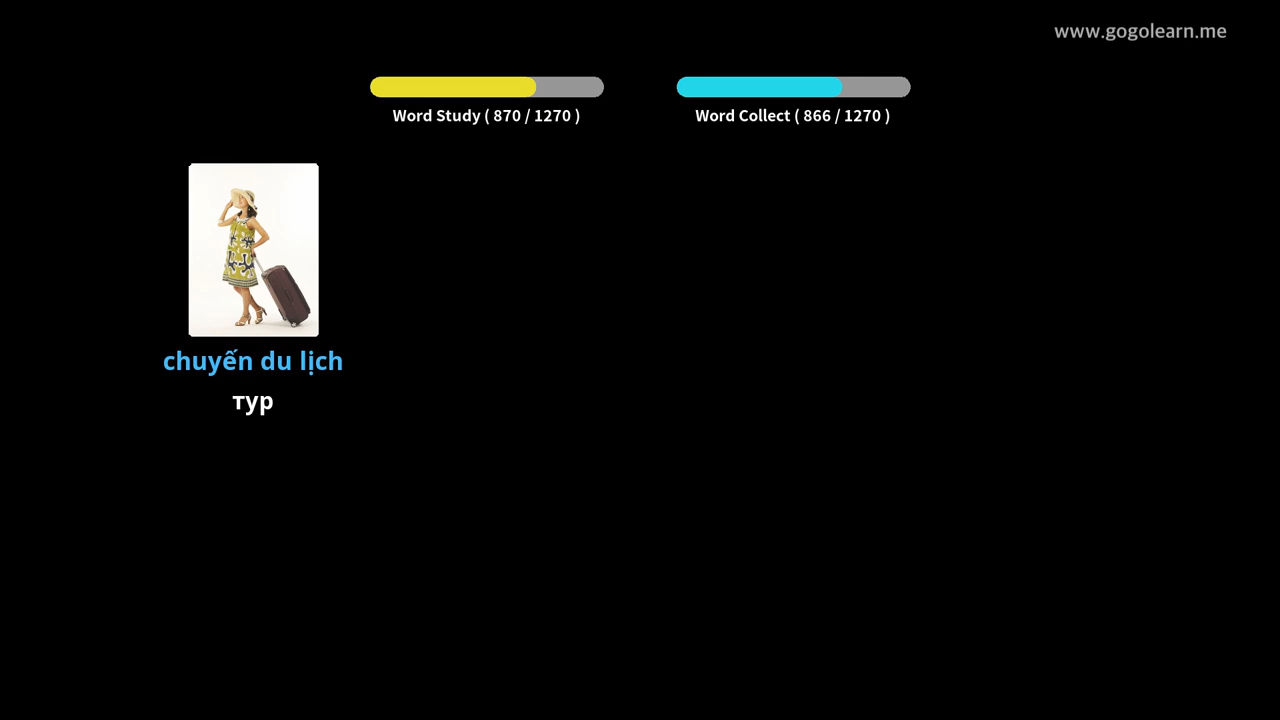 www.gogolearn.me
Word Study ( 870 / 1270 )
Word Collect ( 866 / 1270 )
chuyến du lịch
тур